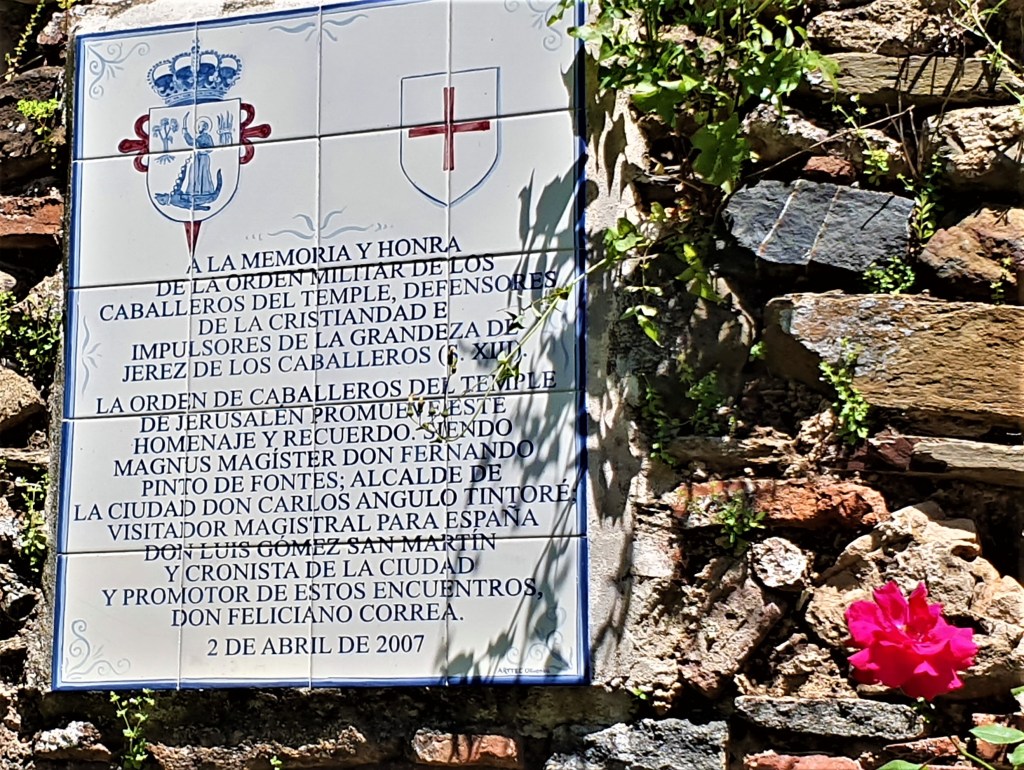 A LA MEMORIA Y HONRA
DE LA ORDEN MILITAR DE LOS
CABALLEROS DEL TEMPLE, DEFENSORES
DE LA CRISTIANDAD E
IMPULSORES DE LA GRANDEZA DE
JEREZ DE LOS CABALLEROS (S. XIII).
LA ORDEN DE CABALLEROS DEL TEMPLE
DE JERUSALÉN PROMUEVE ESTE
HOMENAJE Y RECUERDO. SIENDO
MAGNUS MAGÍSTER DON FERNANDO
PINTO DE FONTES; ALCALDE DE
LA CIUDAD DON CARLOS ANGULO TINTORÉ;
VISITADOR MAGISTRAL PARA ESPAÑA
DON LUIS GÓMEZ SAN MARTÍN
Y CRONISTA DE LA CIUDAD
Y PROMOTOR DE ESTOS ENCUENTROS,
DON FELICIANO CORREA.
2 DE ABRIL DE 2007